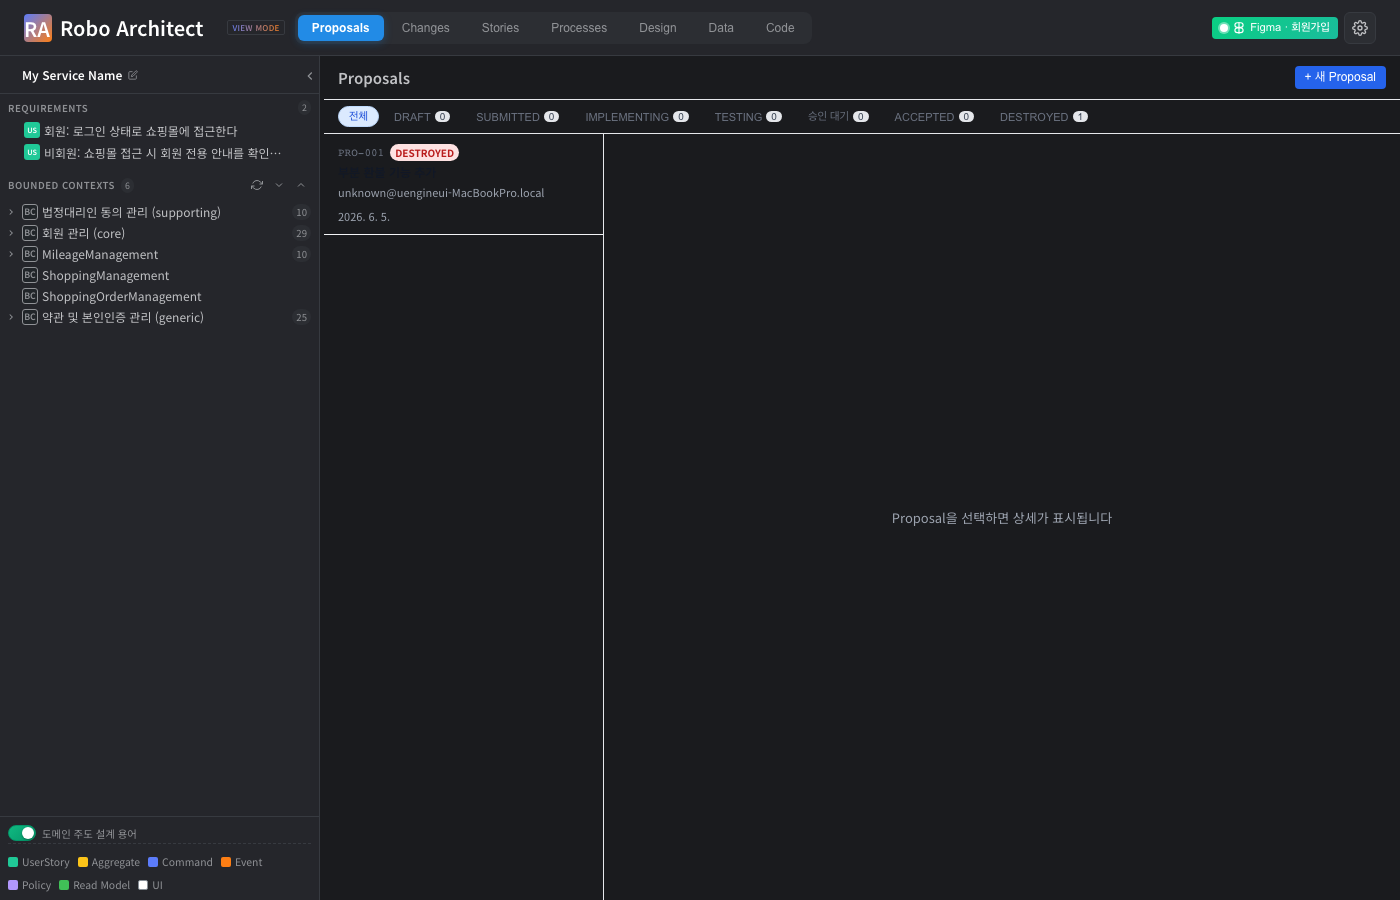 RA Robo Architect VIEW MODE Proposals Changes Stories Processes Design Data Code Figma · 회원가입
My Service Name
Proposals
+ 새 Proposal
REQUIREMENTS 2
US 회원: 로그인 상태로 쇼핑몰에 접근한다
US 비회원: 쇼핑몰 접근 시 회원 전용 안내를 확인…
BOUNDED CONTEXTS 6
BC 법정대리인 동의 관리 (supporting) 10
BC 회원 관리 (core) 29
BC MileageManagement 10
BC ShoppingManagement
BC ShoppingOrderManagement
BC 약관 및 본인인증 관리 (generic) 25
전체 DRAFT 0 SUBMITTED 0 IMPLEMENTING 0 TESTING 0 승인 대기 0 ACCEPTED 0 DESTROYED 1
PRO-001 DESTROYED
unknown@uengineui-MacBookPro.local
2026. 6. 5.
Proposal을 선택하면 상세가 표시됩니다
도메인 주도 설계 용어
UserStory Aggregate Command Event
Policy Read Model UI